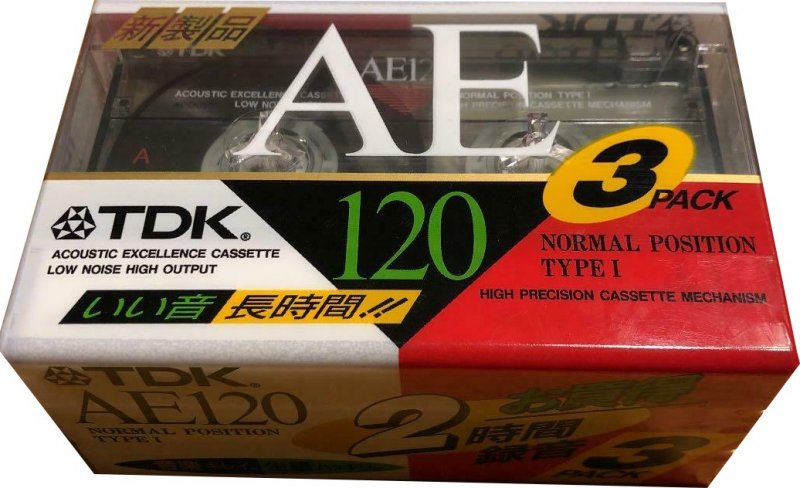 新製品
TDK
AE
AE12
ACOUSTIC EXCELLENCE CASS
LOW NOISE
NORMAL POSITION TYPE I
HIGH PRECISION CASSETTE MECHANISM
A
3 PACK
TDK®
ACOUSTIC EXCELLENCE CASSETTE
LOW NOISE HIGH OUTPUT
120
NORMAL POSITION
TYPE I
HIGH PRECISION CASSETTE MECHANISM
いい音 長時間!!
TDK®
AE120
NORMAL POSITION
TYPE I
お買得
2時間
録音
3 PACK